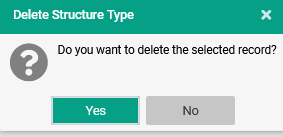 Delete Structure Type
Do you want to delete the selected record?
Yes
No